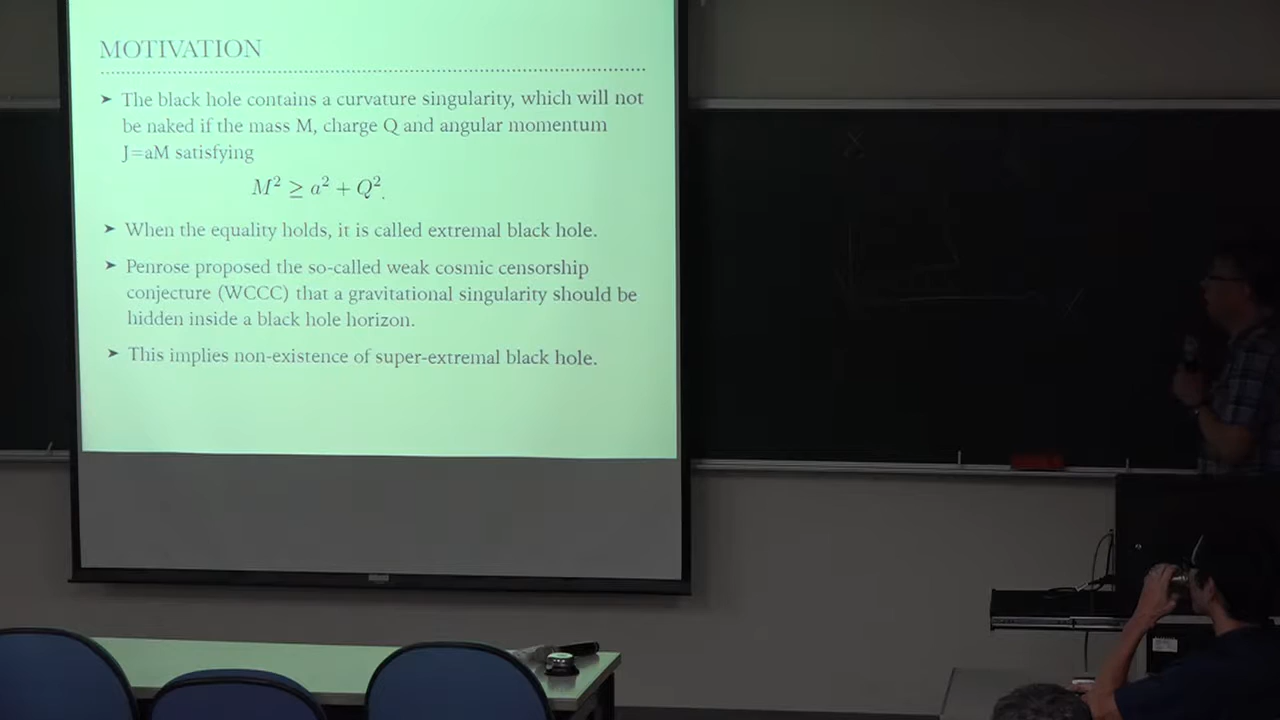 MOTIVATION
➤ The black hole contains a curvature singularity, which will not
be naked if the mass M, charge Q and angular momentum
J=aM satisfying
M² ≥ a² + Q².
➤ When the equality holds, it is called extremal black hole.
➤ Penrose proposed the so-called weak cosmic censorship
conjecture (WCCC) that a gravitational singularity should be
hidden inside a black hole horizon.
➤ This implies non-existence of super-extremal black hole.